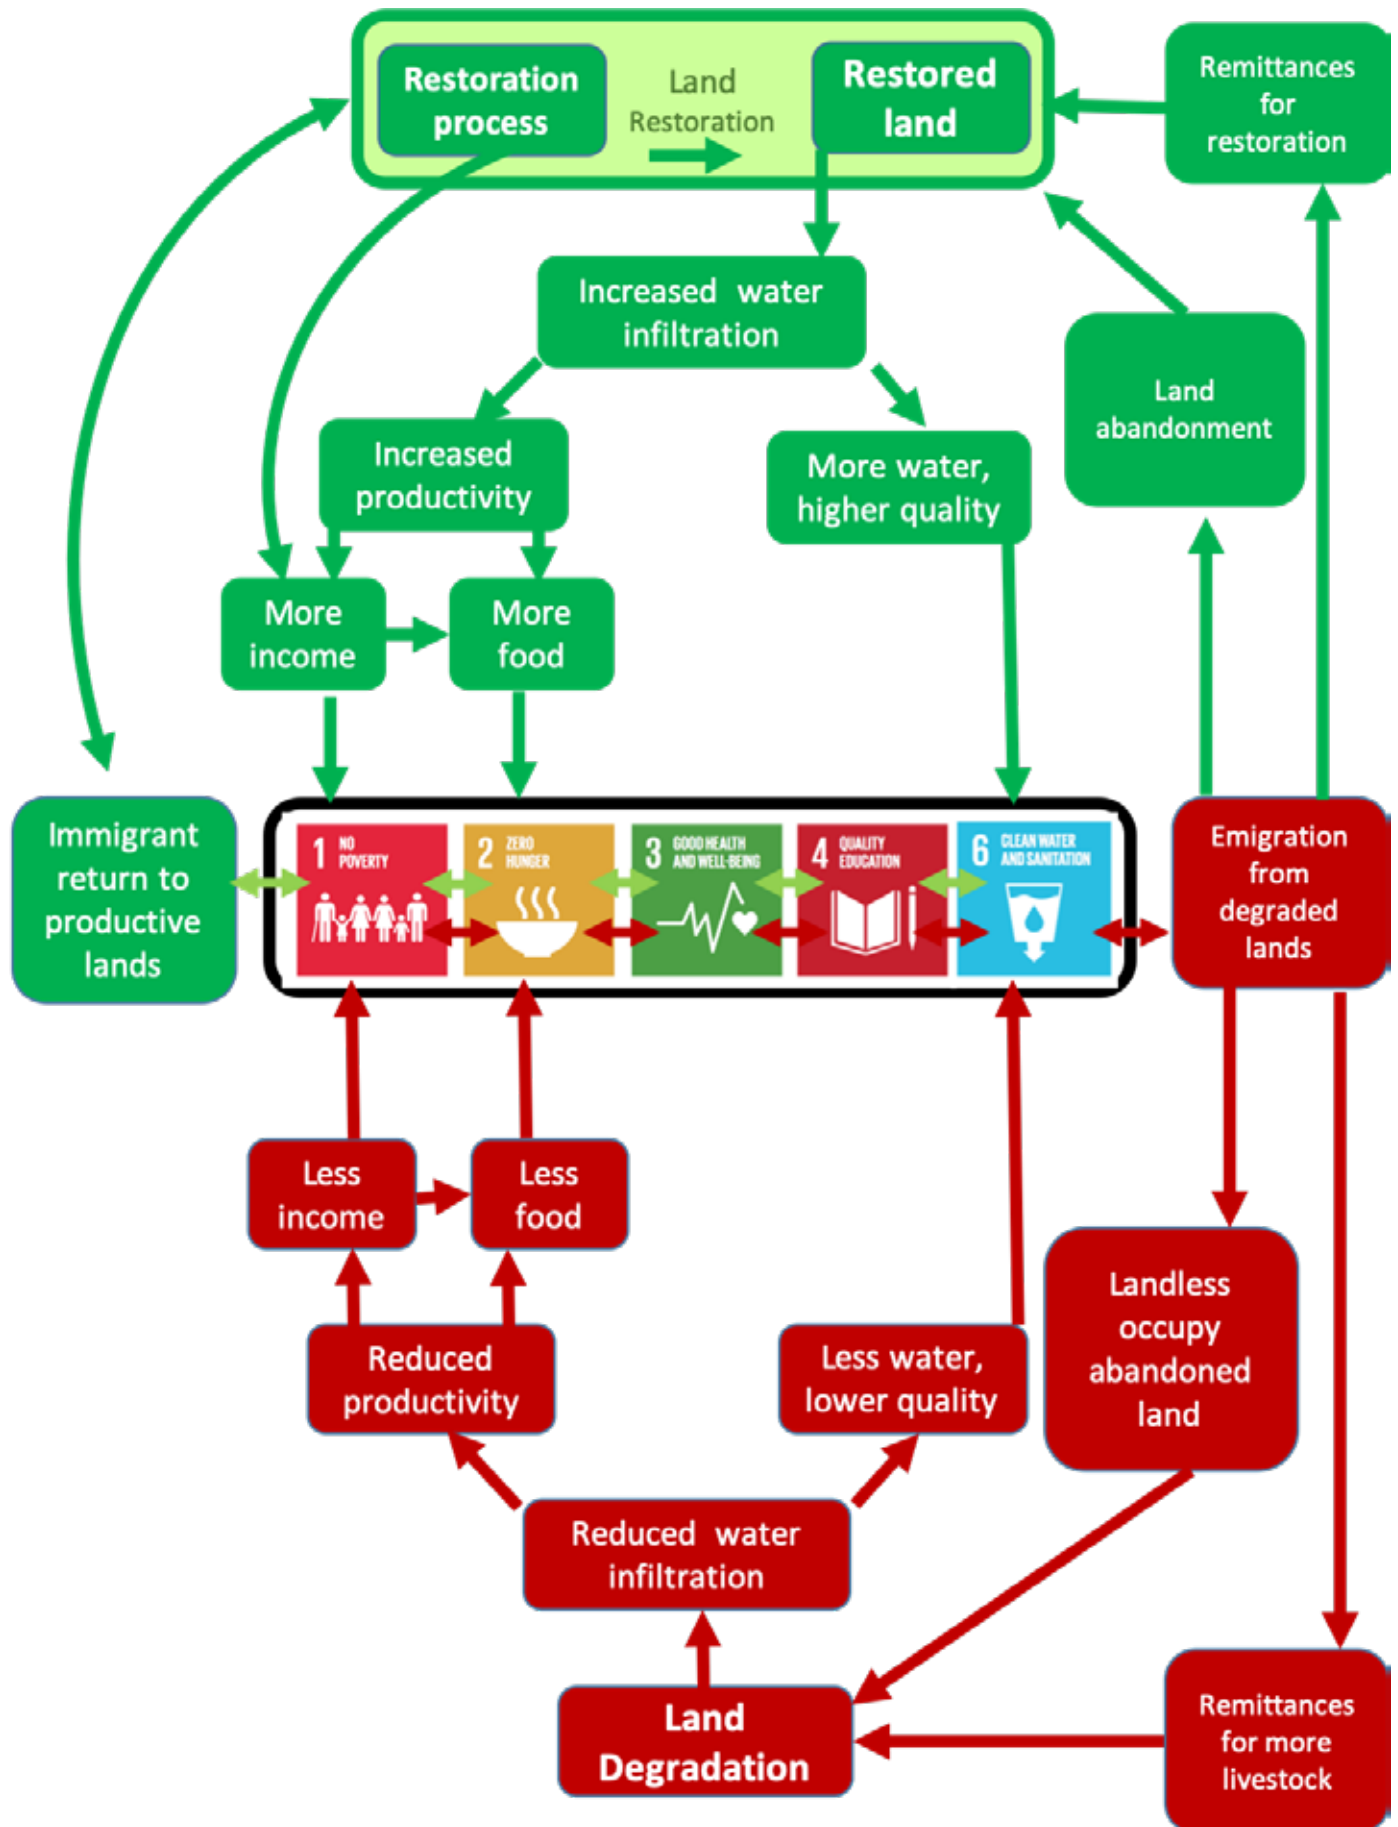 Restoration
process
Land
Restoration
Restored
land
Remittances
for
restoration
Increased water
infiltration
Land
abandonment
Increased
productivity
More water,
higher quality
More
income
More
food
Immigrant
return to
productive
lands
1 NO
POVERTY
2 ZERO
HUNGER
3 GOOD HEALTH
AND WELL-BEING
4 QUALITY
EDUCATION
6 CLEAN WATER
AND SANITATION
Emigration
from
degraded
lands
Less
income
Less
food
Landless
occupy
abandoned
land
Reduced
productivity
Less water,
lower quality
Reduced water
infiltration
Land
Degradation
Remittances
for more
livestock